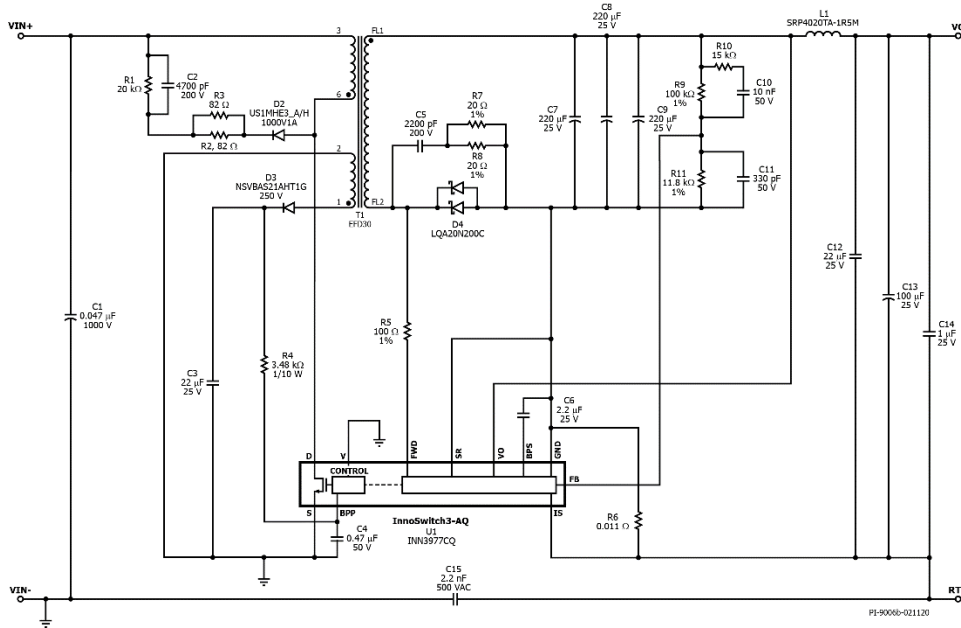 VIN+
R1
20 kΩ
C2
4700 pF
200 V
R3
82 Ω
R2, 82 Ω
D2
US1MHE3_A/H
1000V1A
3
6
2
1
FL1
FL2
T1
EFD30
D3
NSVBAS21AHT1G
250 V
C5
2200 pF
200 V
R7
20 Ω
1%
R8
20 Ω
1%
D4
LQA20N200C
C7
220 µF
25 V
C8
220 µF
25 V
C9
220 µF
25 V
R9
100 kΩ
1%
R10
15 kΩ
C10
10 nF
50 V
R11
11.8 kΩ
1%
C11
330 pF
50 V
L1
SRP4020TA-1R5M
VO
C12
22 µF
25 V
C13
100 µF
25 V
C14
1 µF
25 V
C1
0.047 µF
1000 V
C3
22 µF
25 V
R4
3.48 kΩ
1/10 W
R5
100 Ω
1%
C6
2.2 µF
25 V
D
V
FWD
SR
VO
BPS
GND
CONTROL
FB
S
BPP
IS
InnoSwitch3-AQ
U1
INN3977CQ
C4
0.47 µF
50 V
R6
0.011 Ω
C15
2.2 nF
500 VAC
VIN-
RT
PI-9006b-021120